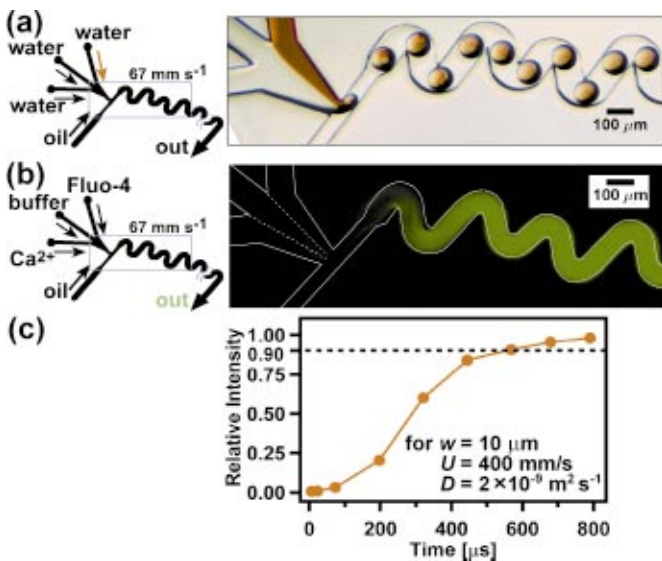 (a)
water
water
67 mm s⁻¹
water
oil
out
100 μm
(b)
Fluo-4
buffer
67 mm s⁻¹
Ca²⁺
oil
out
100 μm
(c)
Relative Intensity
1.00
0.90
0.75
0.50
0.25
0.00
for w = 10 μm
U = 400 mm/s
D = 2×10⁻⁹ m² s⁻¹
0 200 400 600 800
Time [μs]